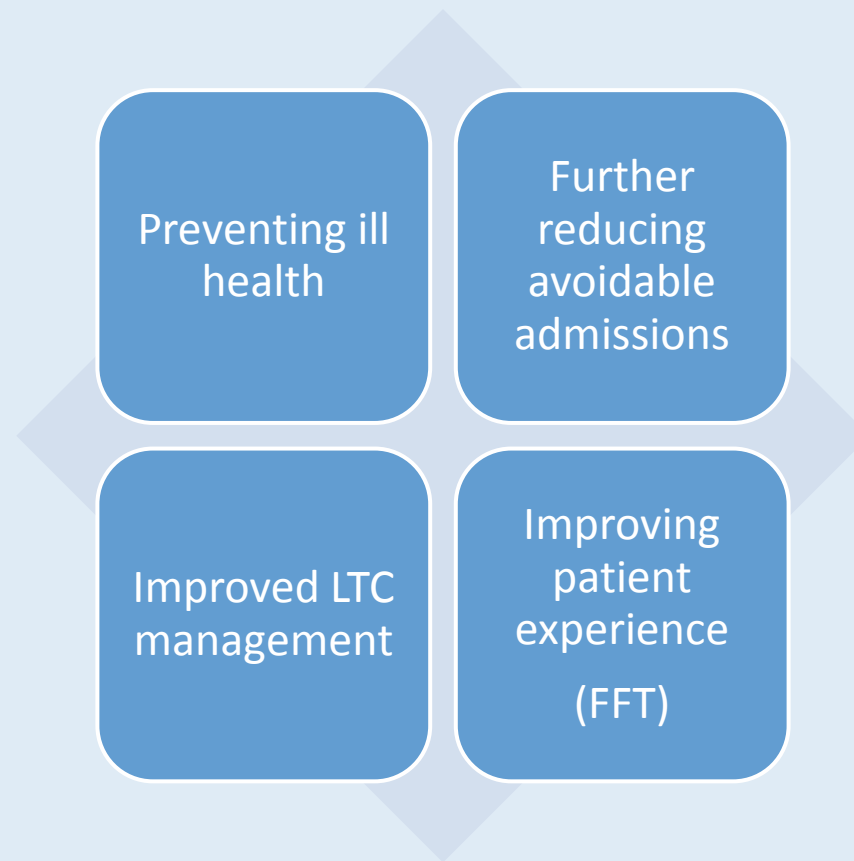 Preventing ill
health
Further
reducing
avoidable
admissions
Improved LTC
management
Improving
patient
experience
(FFT)